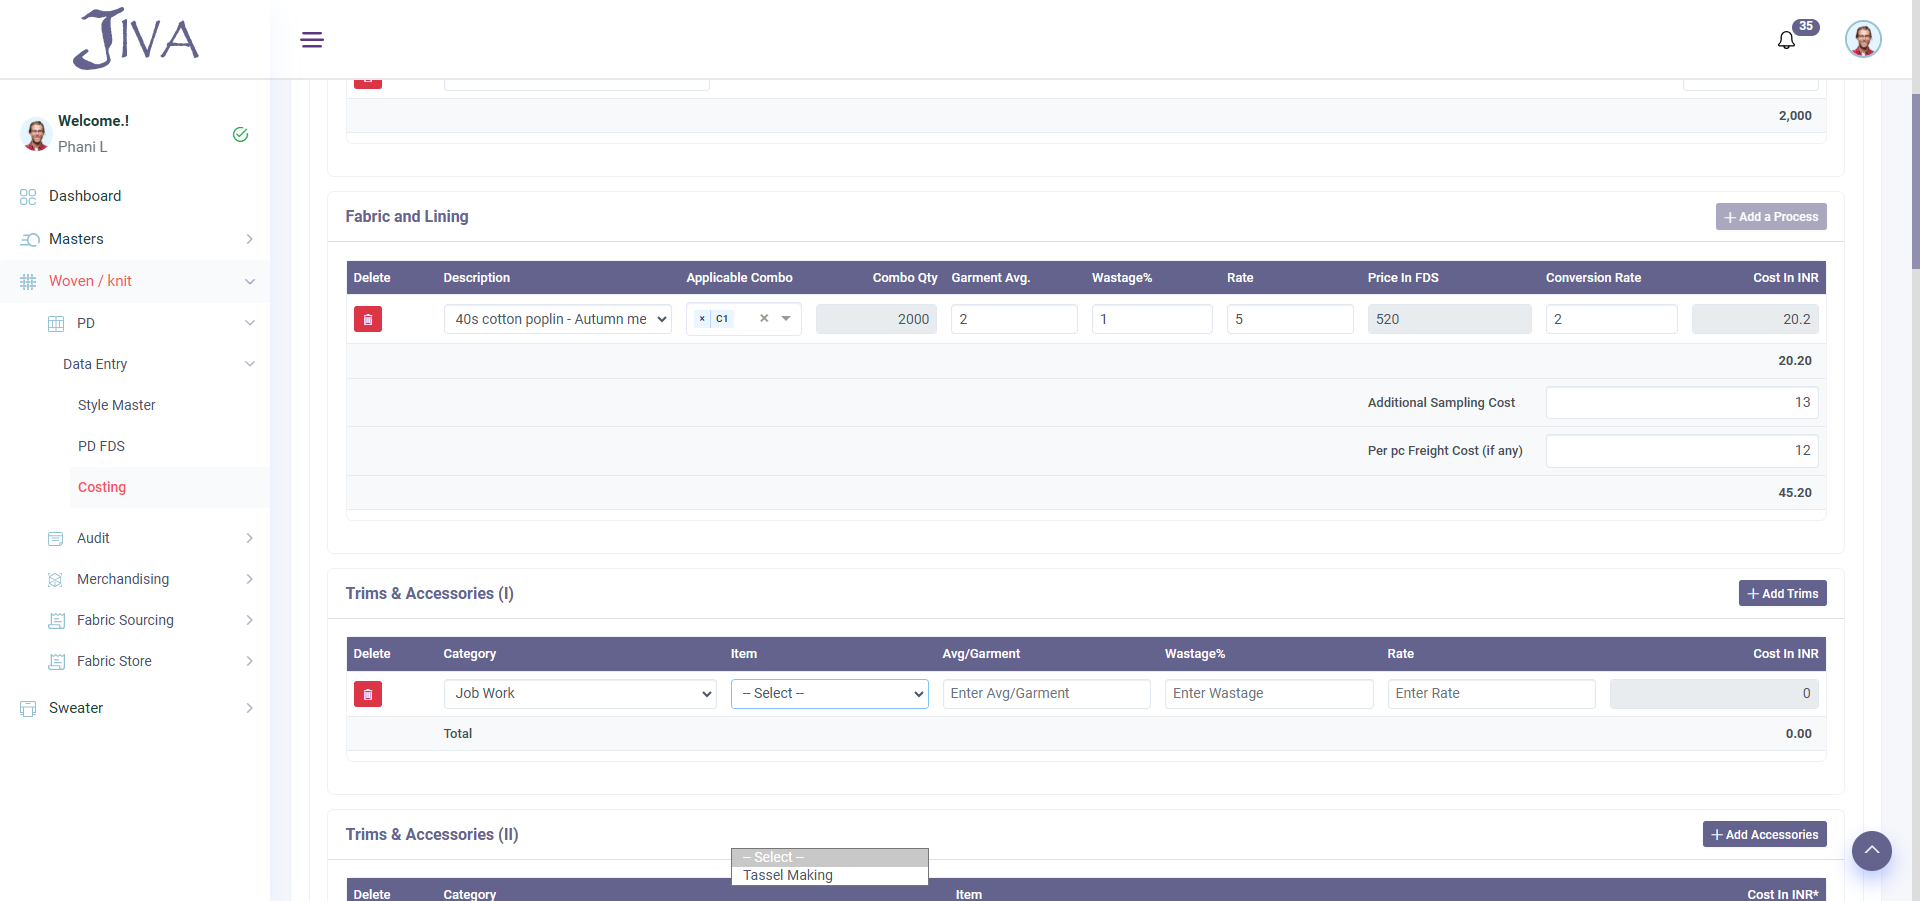 JIVA
35
Welcome.!
Phani L
Dashboard
Masters
Woven / knit
PD
Data Entry
Style Master
PD FDS
Costing
Audit
Merchandising
Fabric Sourcing
Fabric Store
Sweater
2,000
Fabric and Lining
+ Add a Process
Delete Description Applicable Combo Combo Qty Garment Avg. Wastage% Rate Price In FDS Conversion Rate Cost In INR
40s cotton poplin - Autumn me × C1 × 2000 2 1 5 520 2 20.2
20.20
Additional Sampling Cost 13
Per pc Freight Cost (if any) 12
45.20
Trims & Accessories (I)
+ Add Trims
Delete Category Item Avg/Garment Wastage% Rate Cost In INR
Job Work -- Select -- Enter Avg/Garment Enter Wastage Enter Rate 0
Total 0.00
Trims & Accessories (II)
+ Add Accessories
-- Select --
Tassel Making
Delete Category Item Cost In INR*